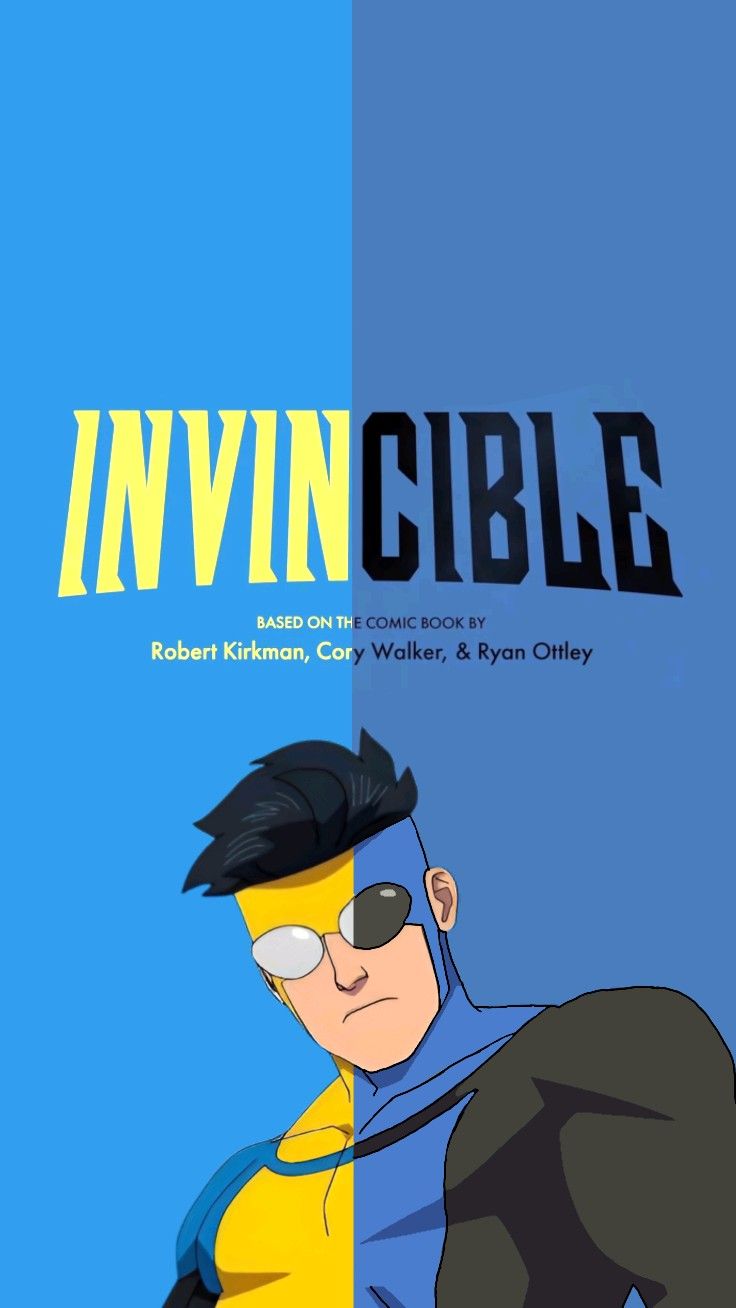 INVINCIBLE
BASED ON THE COMIC BOOK BY
Robert Kirkman, Cory Walker, & Ryan Ottley